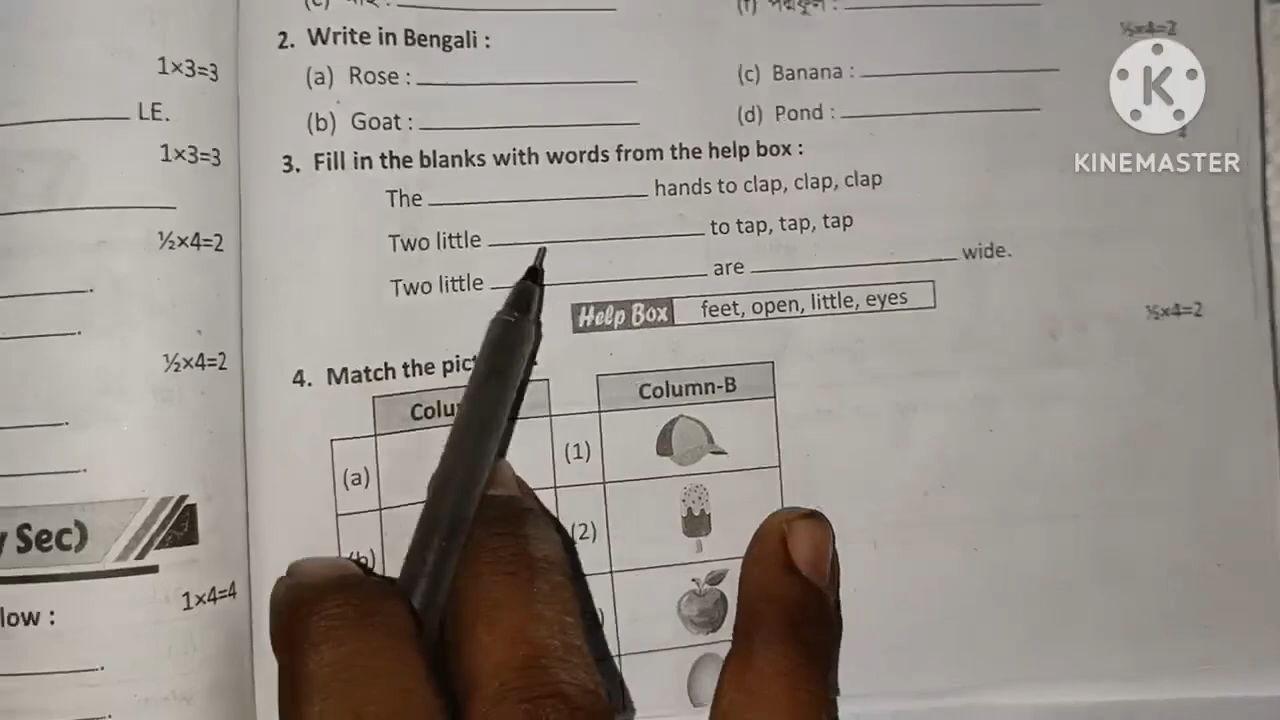 2. Write in Bengali :
½×4=2
(a) Rose :
(c) Banana :
(b) Goat :
(d) Pond :
3. Fill in the blanks with words from the help box :
The ____ hands to clap, clap, clap
Two little ____ to tap, tap, tap
Two little ____ are ____ wide.
Help Box feet, open, little, eyes
½×4=2
4. Match the
Column-B
(a)
(1)
(b)
(2)
1×3=3
LE.
1×3=3
½×4=2
½×4=2
Sec)
1×4=4
low :
KINEMASTER